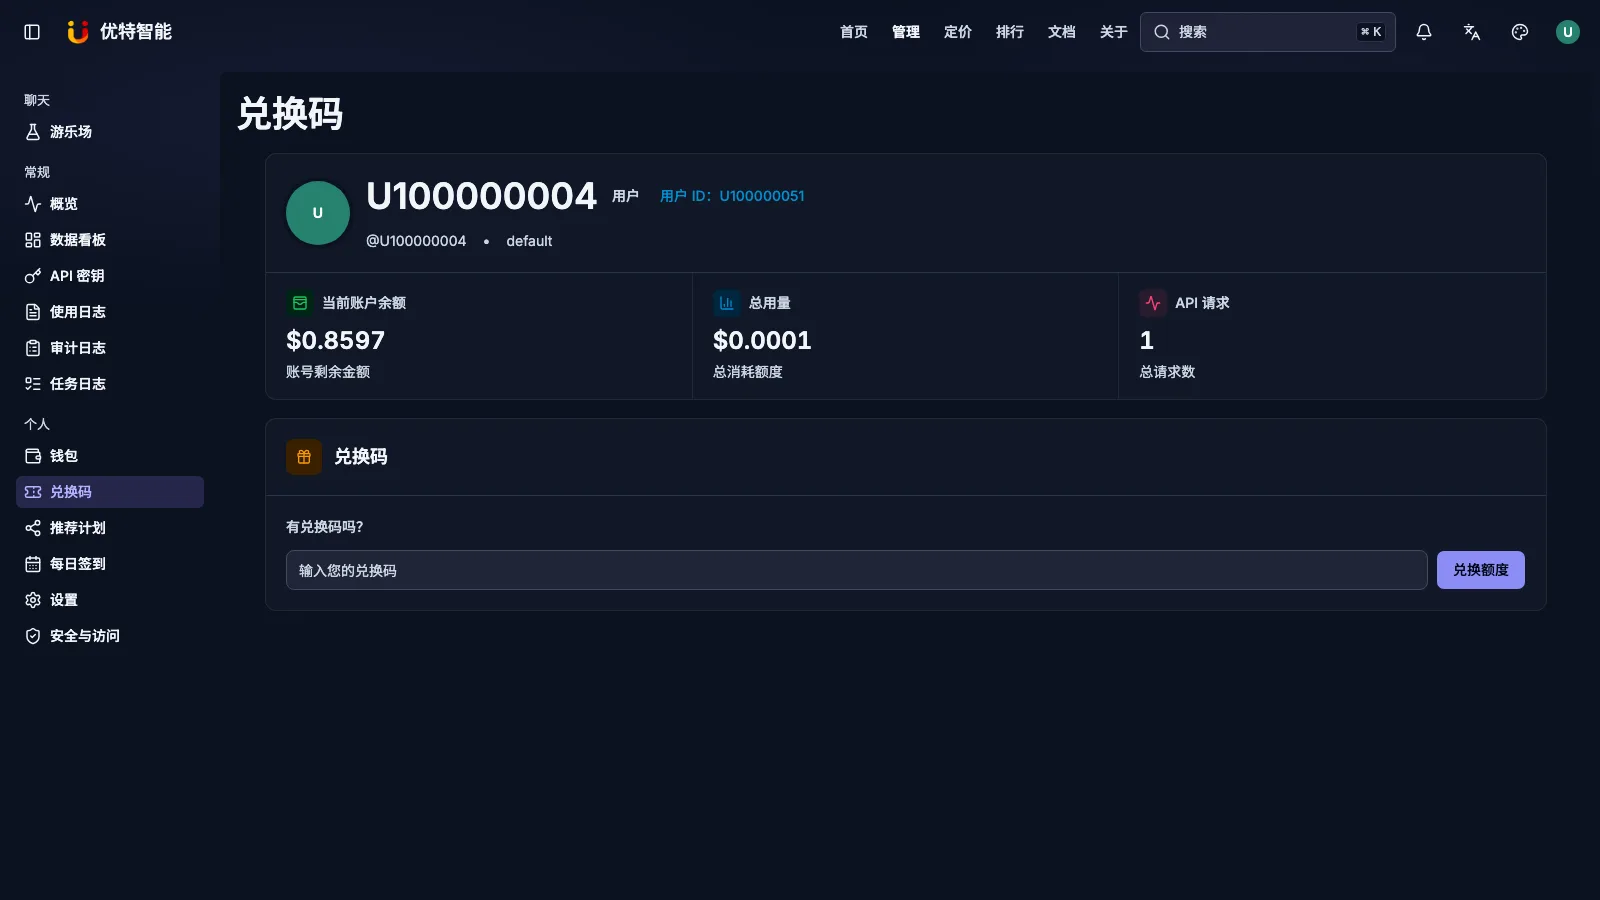 优特智能
首页
管理
定价
排行
文档
关于
搜索
⌘ K
U
聊天
游乐场
常规
概览
数据看板
API 密钥
使用日志
审计日志
任务日志
个人
钱包
兑换码
推荐计划
每日签到
设置
安全与访问
兑换码
U
U100000004 用户 用户 ID: U100000051
@U100000004 • default
当前账户余额
$0.8597
账号剩余金额
总用量
$0.0001
总消耗额度
API 请求
1
总请求数
兑换码
有兑换码吗?
输入您的兑换码
兑换额度